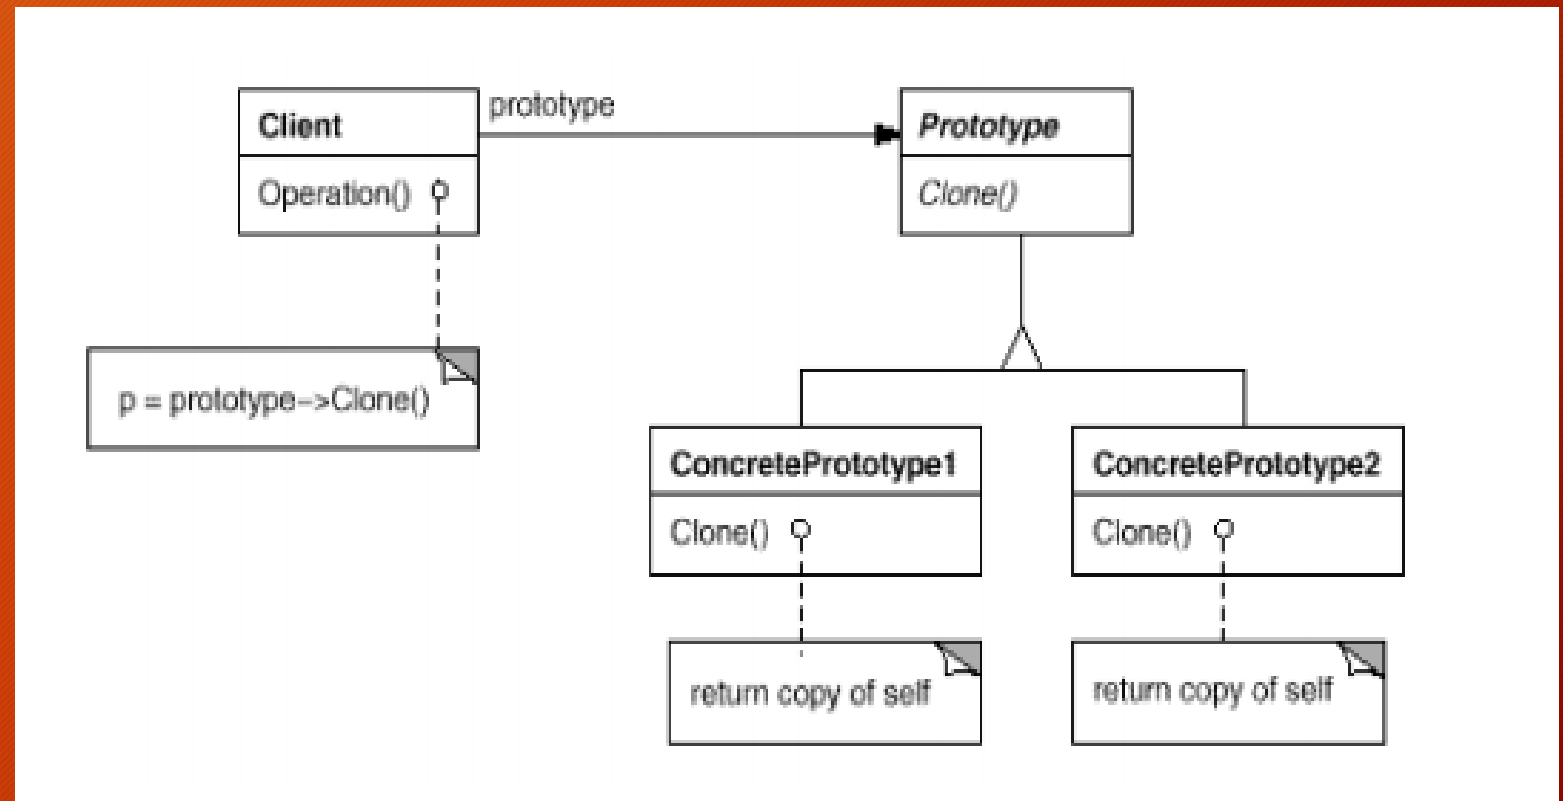 Client
prototype
Prototype
Operation()
Clone()
p = prototype->Clone()
ConcretePrototype1
ConcretePrototype2
Clone()
Clone()
return copy of self
return copy of self